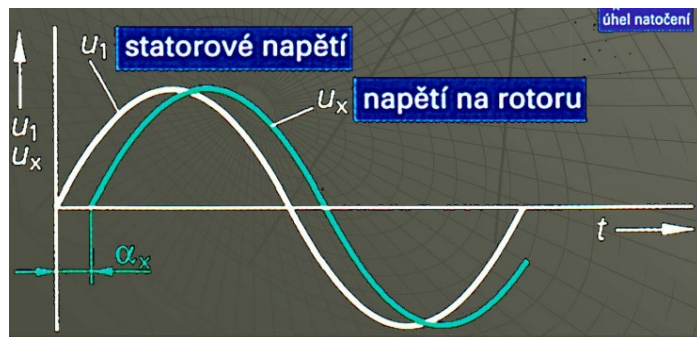 úhel natočení
u₁ statorové napětí
uₓ napětí na rotoru
u₁
uₓ
t
αₓ